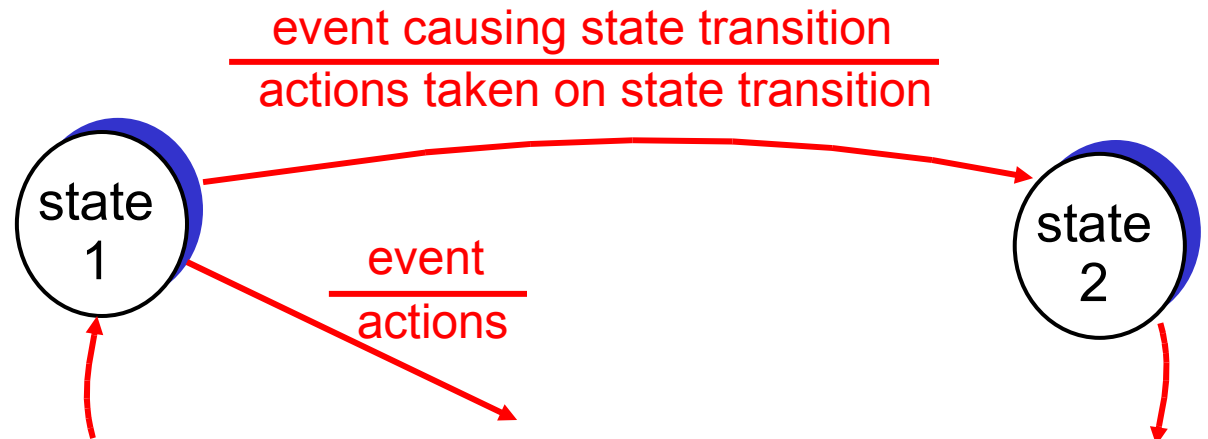 event causing state transition
actions taken on state transition
state
1
state
2
event
actions